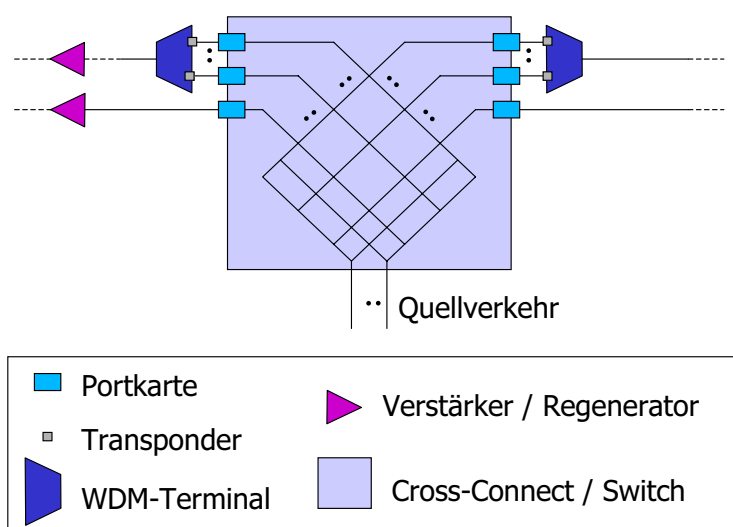 Quellverkehr
Portkarte
Verstärker / Regenerator
Transponder
WDM-Terminal
Cross-Connect / Switch